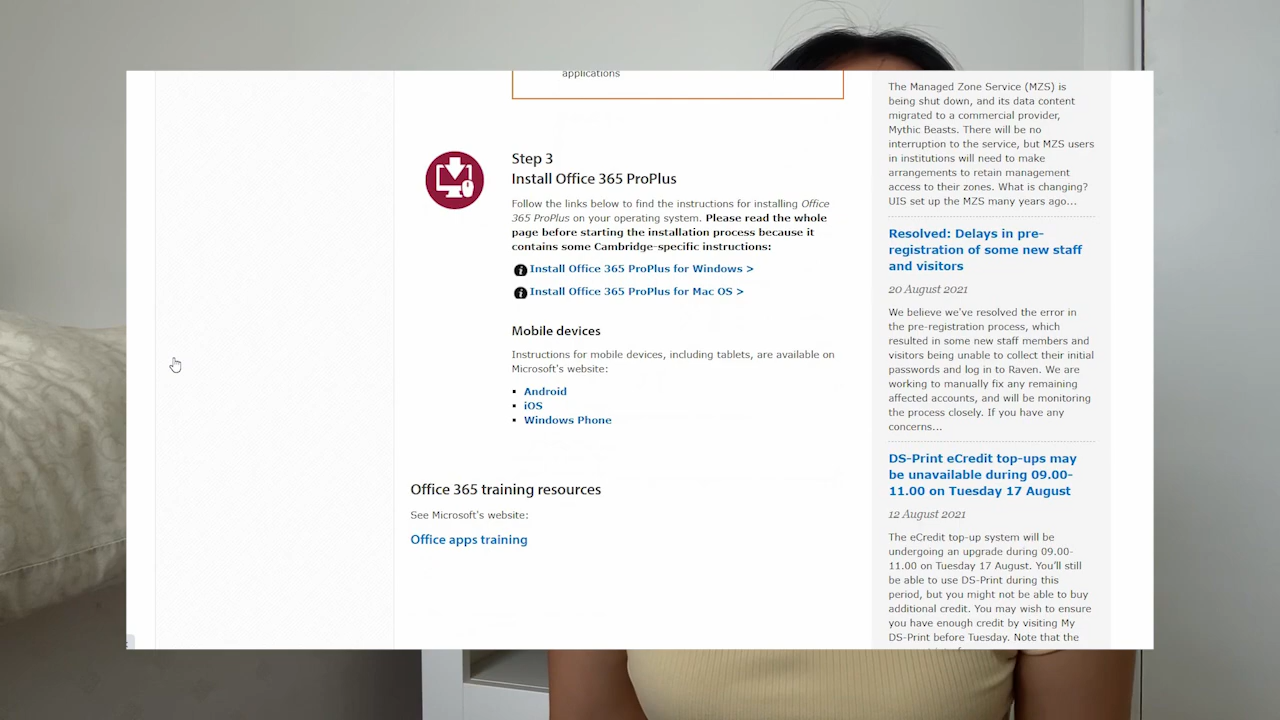 applications
Step 3
Install Office 365 ProPlus
Follow the links below to find the instructions for installing Office
365 ProPlus on your operating system. Please read the whole
page before starting the installation process because it
contains some Cambridge-specific instructions:
Install Office 365 ProPlus for Windows >
Install Office 365 ProPlus for Mac OS >
Mobile devices
Instructions for mobile devices, including tablets, are available on
Microsoft's website:
Android
iOS
Windows Phone
Office 365 training resources
See Microsoft's website:
Office apps training
The Managed Zone Service (MZS) is
being shut down, and its data content
migrated to a commercial provider,
Mythic Beasts. There will be no
interruption to the service, but MZS users
in institutions will need to make
arrangements to retain management
access to their zones. What is changing?
UIS set up the MZS many years ago...
Resolved: Delays in pre-
registration of some new staff
and visitors
20 August 2021
We believe we've resolved the error in
the pre-registration process, which
resulted in some new staff members and
visitors being unable to collect their initial
passwords and log in to Raven. We are
working to manually fix any remaining
affected accounts, and will be monitoring
the process closely. If you have any
concerns...
DS-Print eCredit top-ups may
be unavailable during 09.00-
11.00 on Tuesday 17 August
12 August 2021
The eCredit top-up system will be
undergoing an upgrade during 09.00-
11.00 on Tuesday 17 August. You'll still
be able to use DS-Print during this
period, but you might not be able to buy
additional credit. You may wish to ensure
you have enough credit by visiting My
DS-Print before Tuesday. Note that the